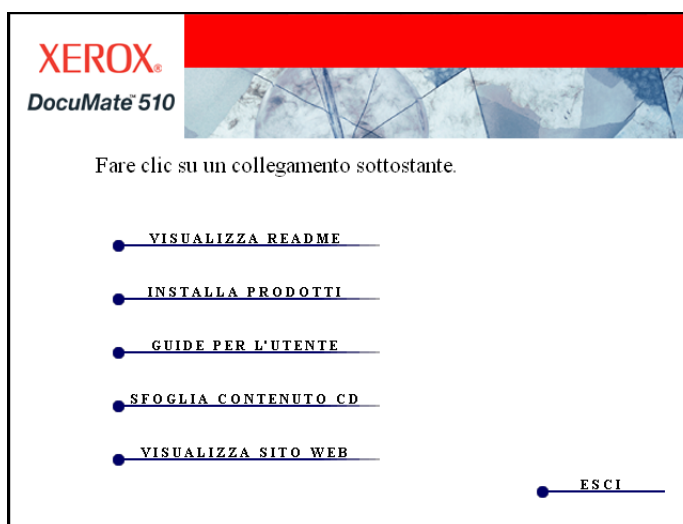 XEROX®
DocuMate™ 510
Fare clic su un collegamento sottostante.
VISUALIZZA README
INSTALLA PRODOTTI
GUIDE PER L'UTENTE
SFOGLIA CONTENUTO CD
VISUALIZZA SITO WEB
ESCI